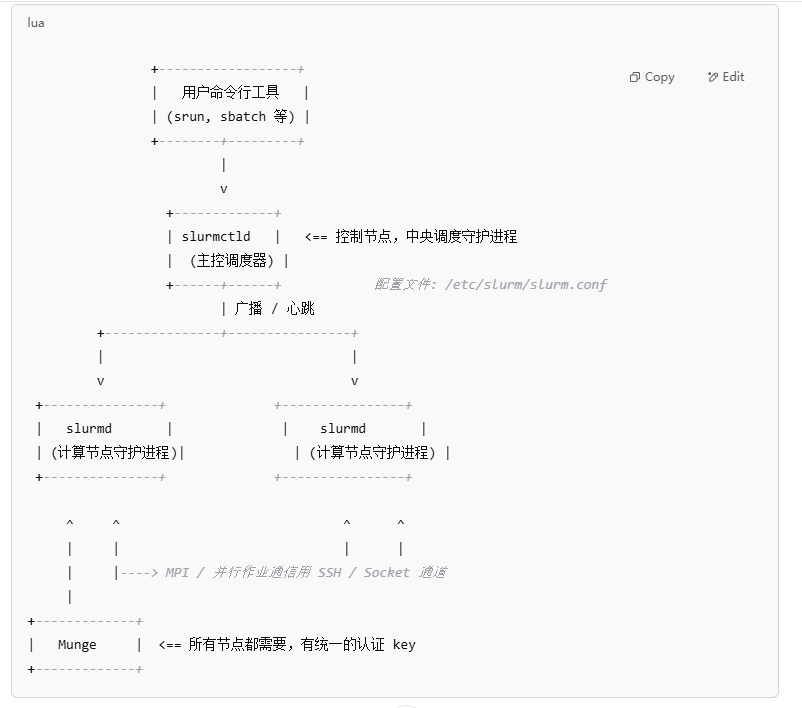 lua
Copy Edit
+-----------------+
|   用户命令行工具   |
| (srun, sbatch 等) |
+--------+---------+
|
v
+-------------+
| slurmctld   |   <== 控制节点，中央调度守护进程
|  (主控调度器) |
+------+------+            配置文件: /etc/slurm/slurm.conf
| 广播 / 心跳
+---------------+----------------+
|                                |
v                                v
+---------------+              +----------------+
|   slurmd       |              |    slurmd       |
| (计算节点守护进程)|              | (计算节点守护进程) |
+---------------+              +----------------+
^     ^                             ^      ^
|     |                             |      |
|     |----> MPI / 并行作业通信用 SSH / Socket 通道
|
+-------------+
|   Munge     |  <== 所有节点都需要，有统一的认证 key
+-------------+